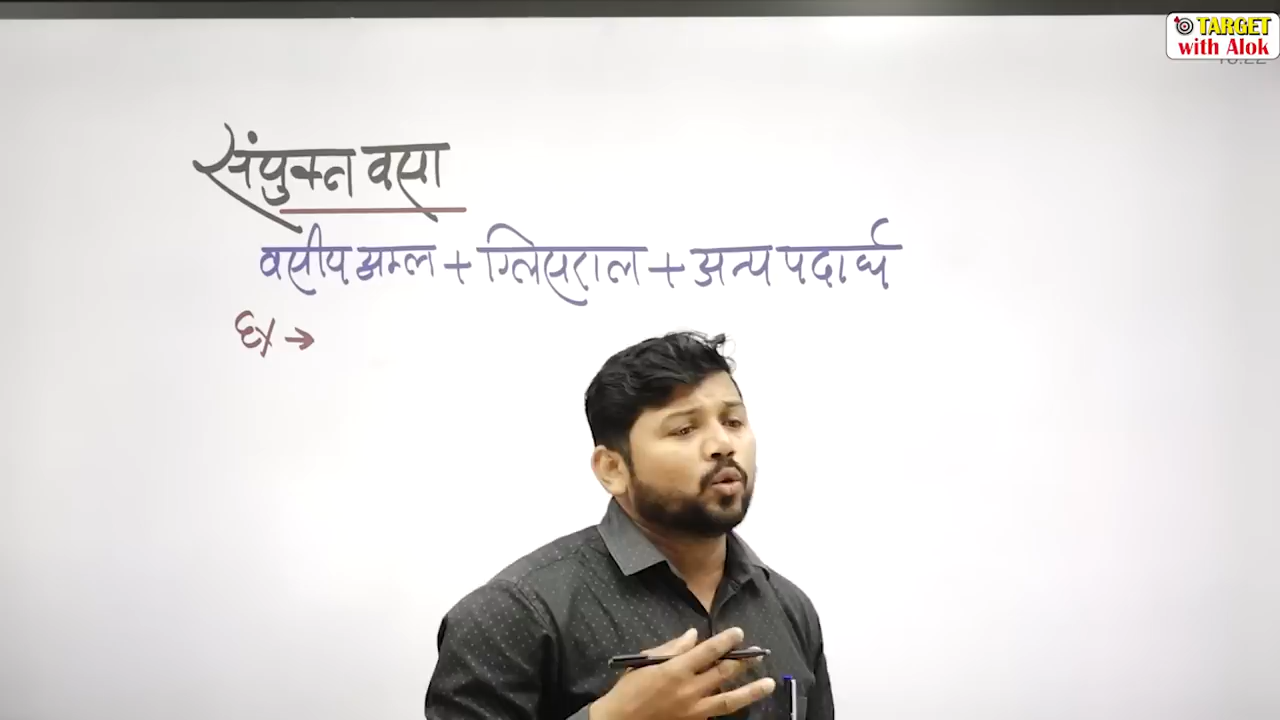 TARGET
with Alok
संयुक्त वसा
वसीय अम्ल + ग्लिसराल + अन्य पदार्थ
Ex →